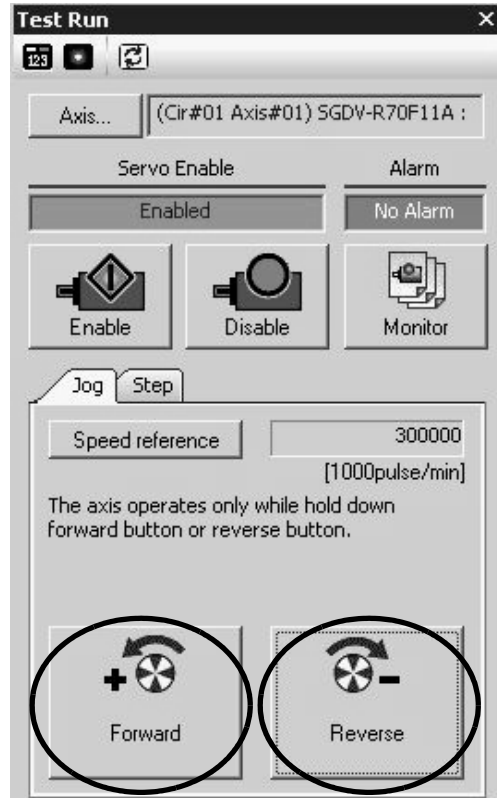 Test Run
123
Axis... (Cir#01 Axis#01) SGDV-R70F11A :
Servo Enable Alarm
Enabled No Alarm
Enable Disable Monitor
Jog Step
Speed reference 300000
[1000pulse/min]
The axis operates only while hold down
forward button or reverse button.
+ -
Forward Reverse